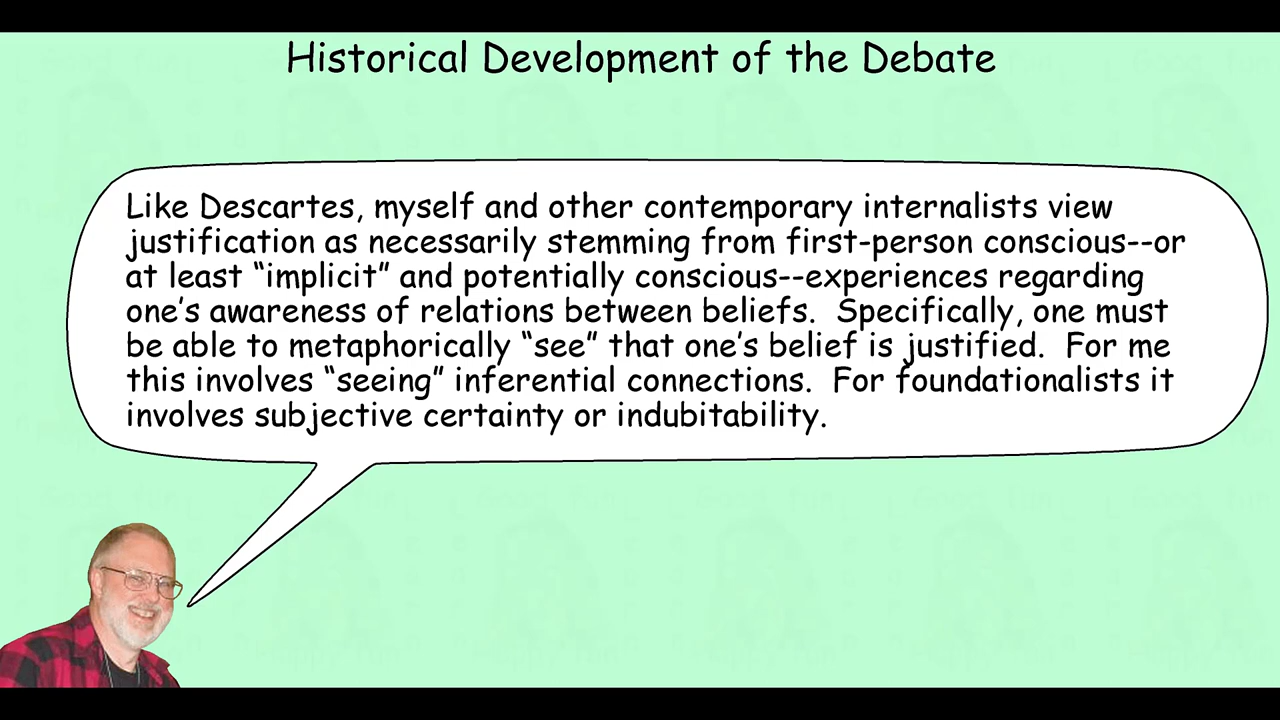 Historical Development of the Debate
Like Descartes, myself and other contemporary internalists view
justification as necessarily stemming from first-person conscious--or
at least “implicit” and potentially conscious--experiences regarding
one’s awareness of relations between beliefs.  Specifically, one must
be able to metaphorically “see” that one’s belief is justified.  For me
this involves “seeing” inferential connections.  For foundationalists it
involves subjective certainty or indubitability.